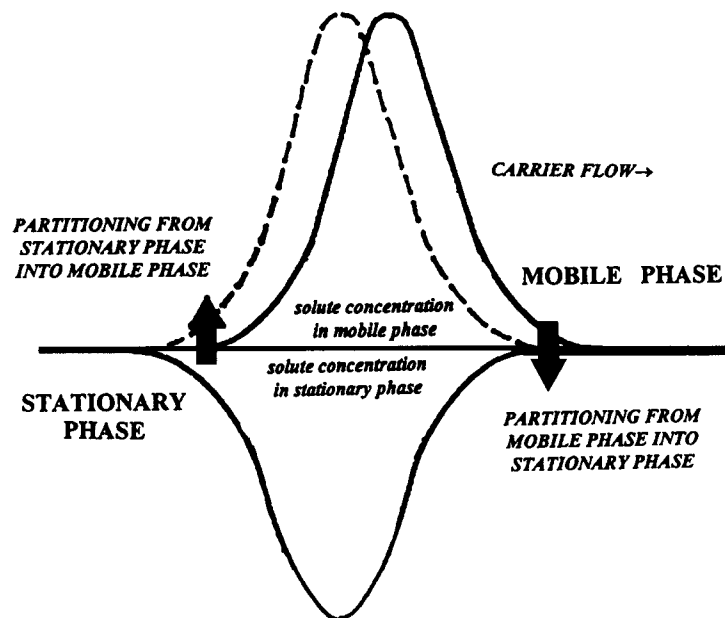 CARRIER FLOW→
PARTITIONING FROM
STATIONARY PHASE
INTO MOBILE PHASE
MOBILE PHASE
solute concentration
in mobile phase
solute concentration
in stationary phase
STATIONARY
PHASE
PARTITIONING FROM
MOBILE PHASE INTO
STATIONARY PHASE